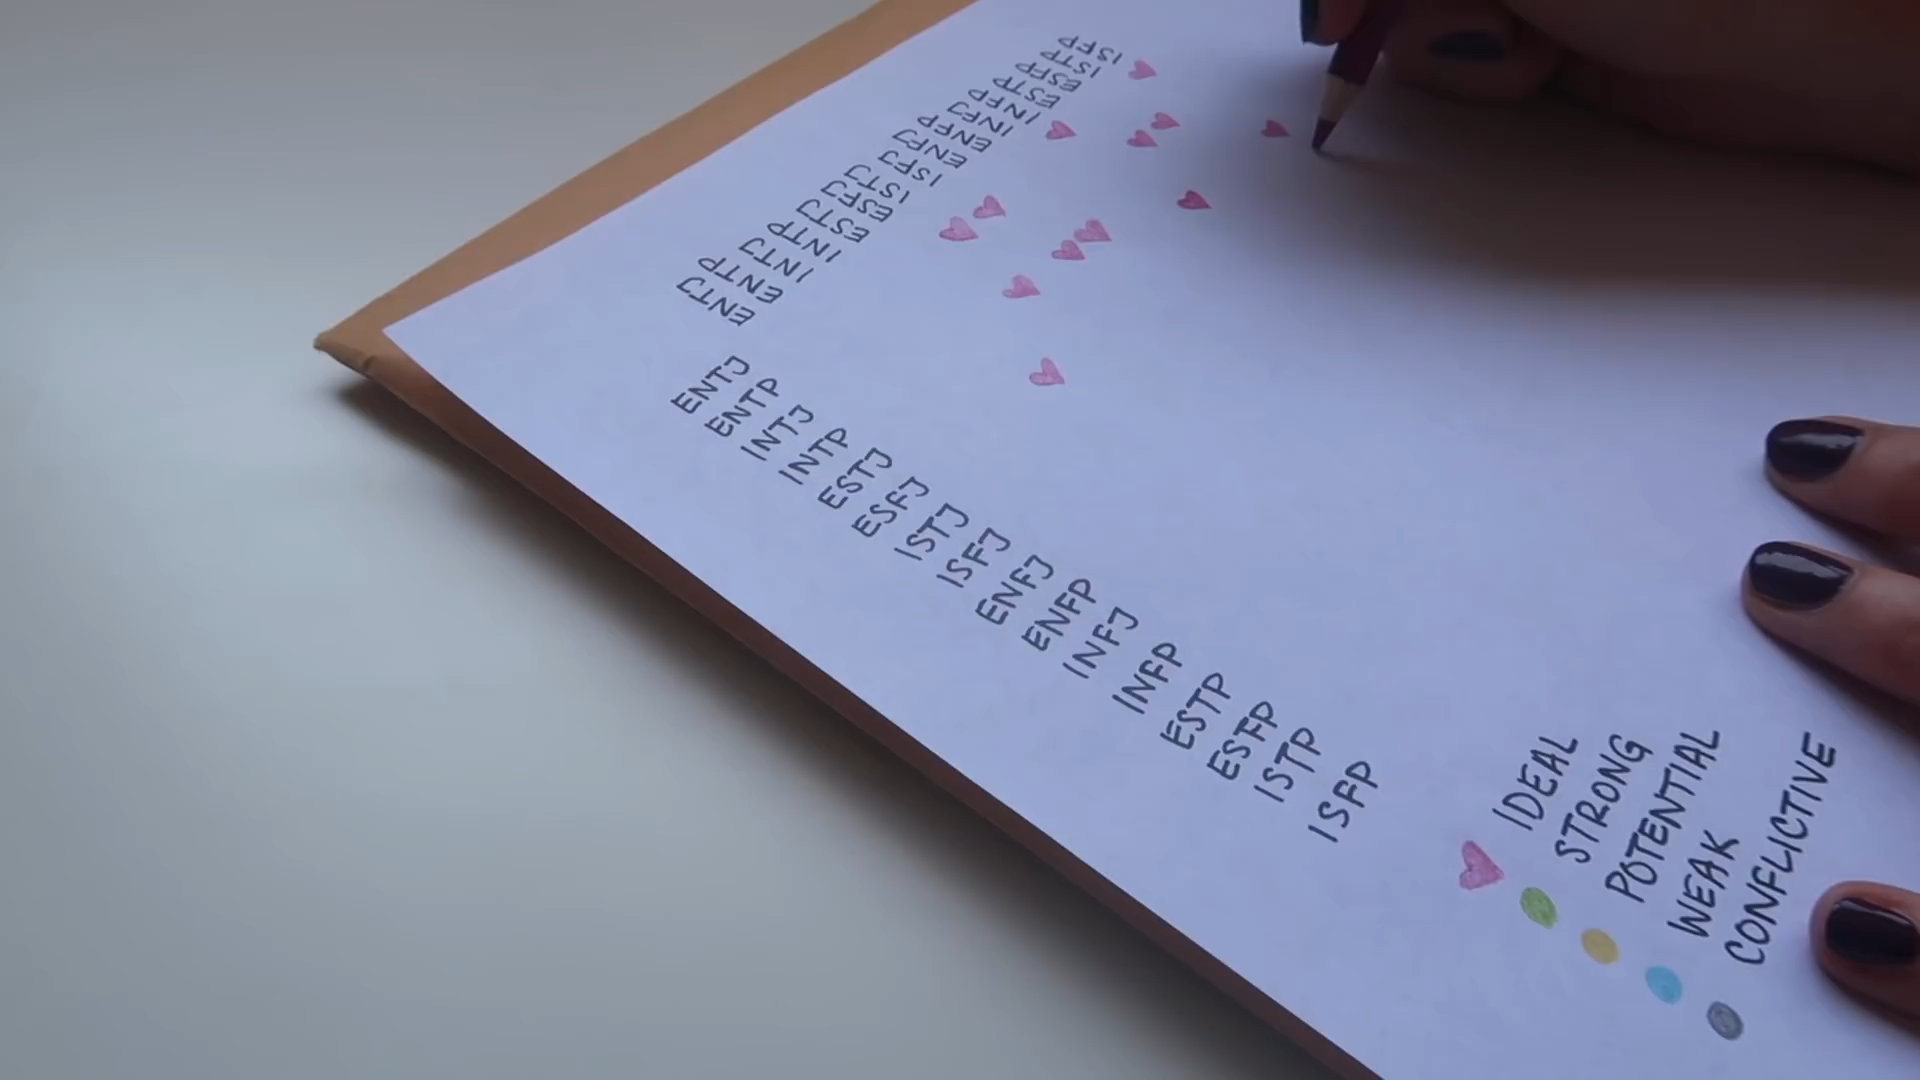 ISFP
ISTP
ESFP
ESTP
INFP
INFJ
ENFP
ENFJ
ISFJ
ISTJ
ESFJ
ESTJ
INTP
INTJ
ENTP
ENTJ
ENTJ
ENTP
INTJ
INTP
ESTJ
ESFJ
ISTJ
ISFJ
ENFJ
ENFP
INFJ
INFP
ESTP
ESFP
ISTP
ISFP
IDEAL
STRONG
POTENTIAL
WEAK
CONFLICTIVE